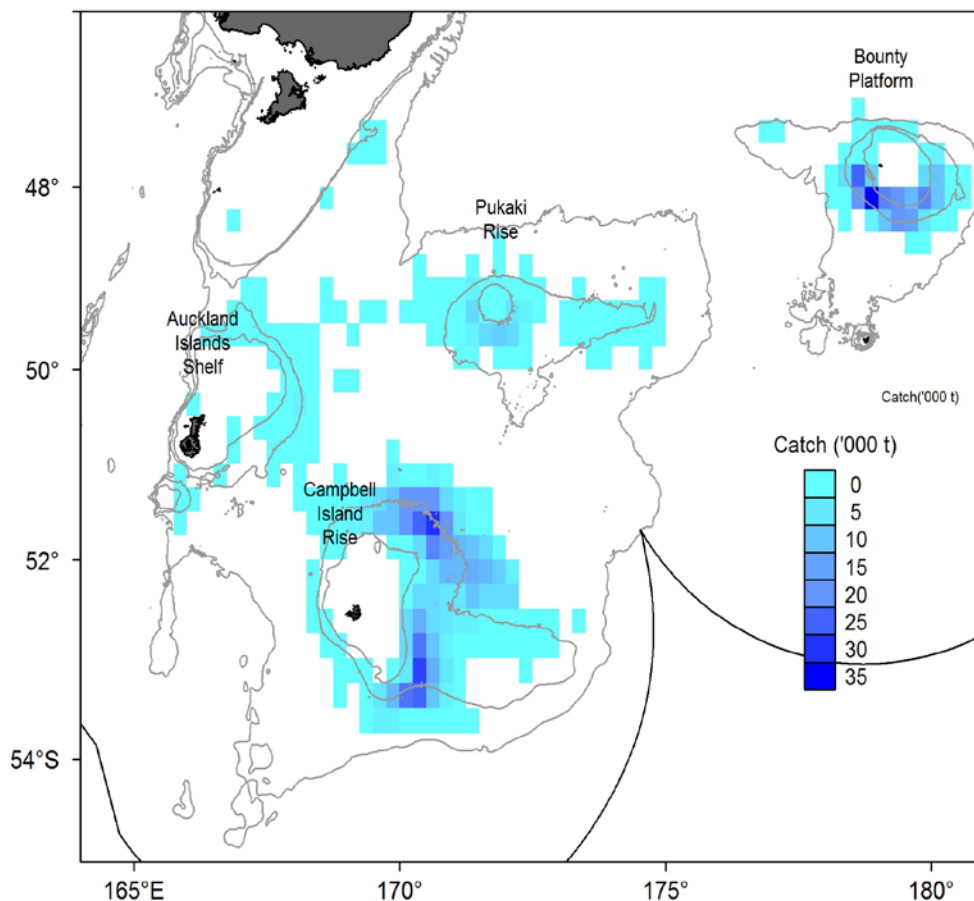 Bounty
Platform
48°
Pukaki
Rise
Auckland
Islands
Shelf
50°
Catch('000 t)
Catch ('000 t)
0
5
10
15
20
25
30
35
Campbell
Island
Rise
52°
54°S
165°E
170°
175°
180°